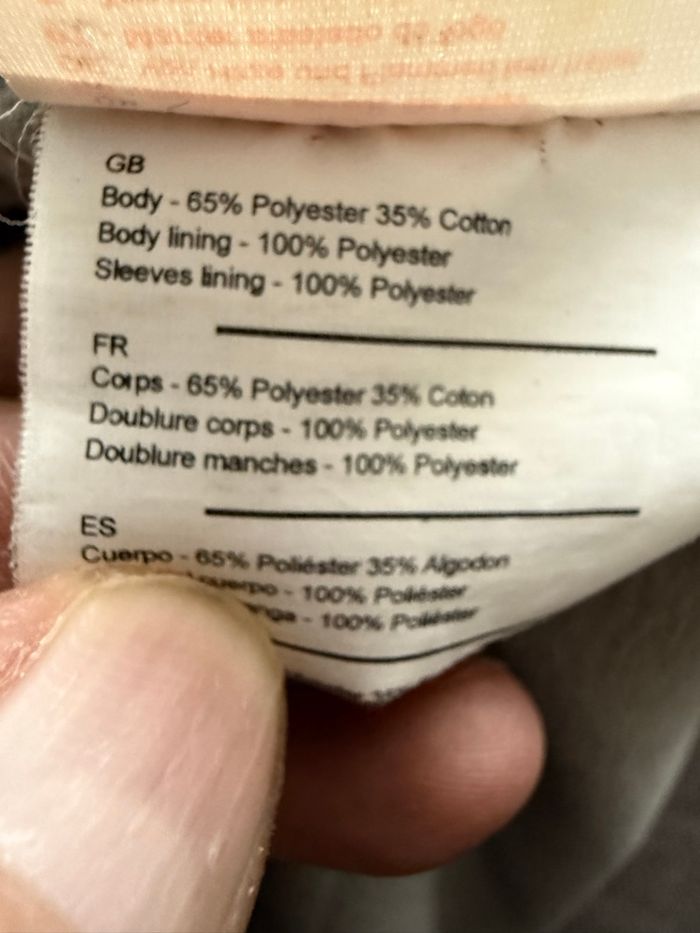 GB
Body - 65% Polyester 35% Cotton
Body lining - 100% Polyester
Sleeves lining - 100% Polyester
FR
Corps - 65% Polyester 35% Coton
Doublure corps - 100% Polyester
Doublure manches - 100% Polyester
ES
Cuerpo - 65% Poliéster 35% Algodon
cuerpo - 100% Poliéster
- 100% Poliéster